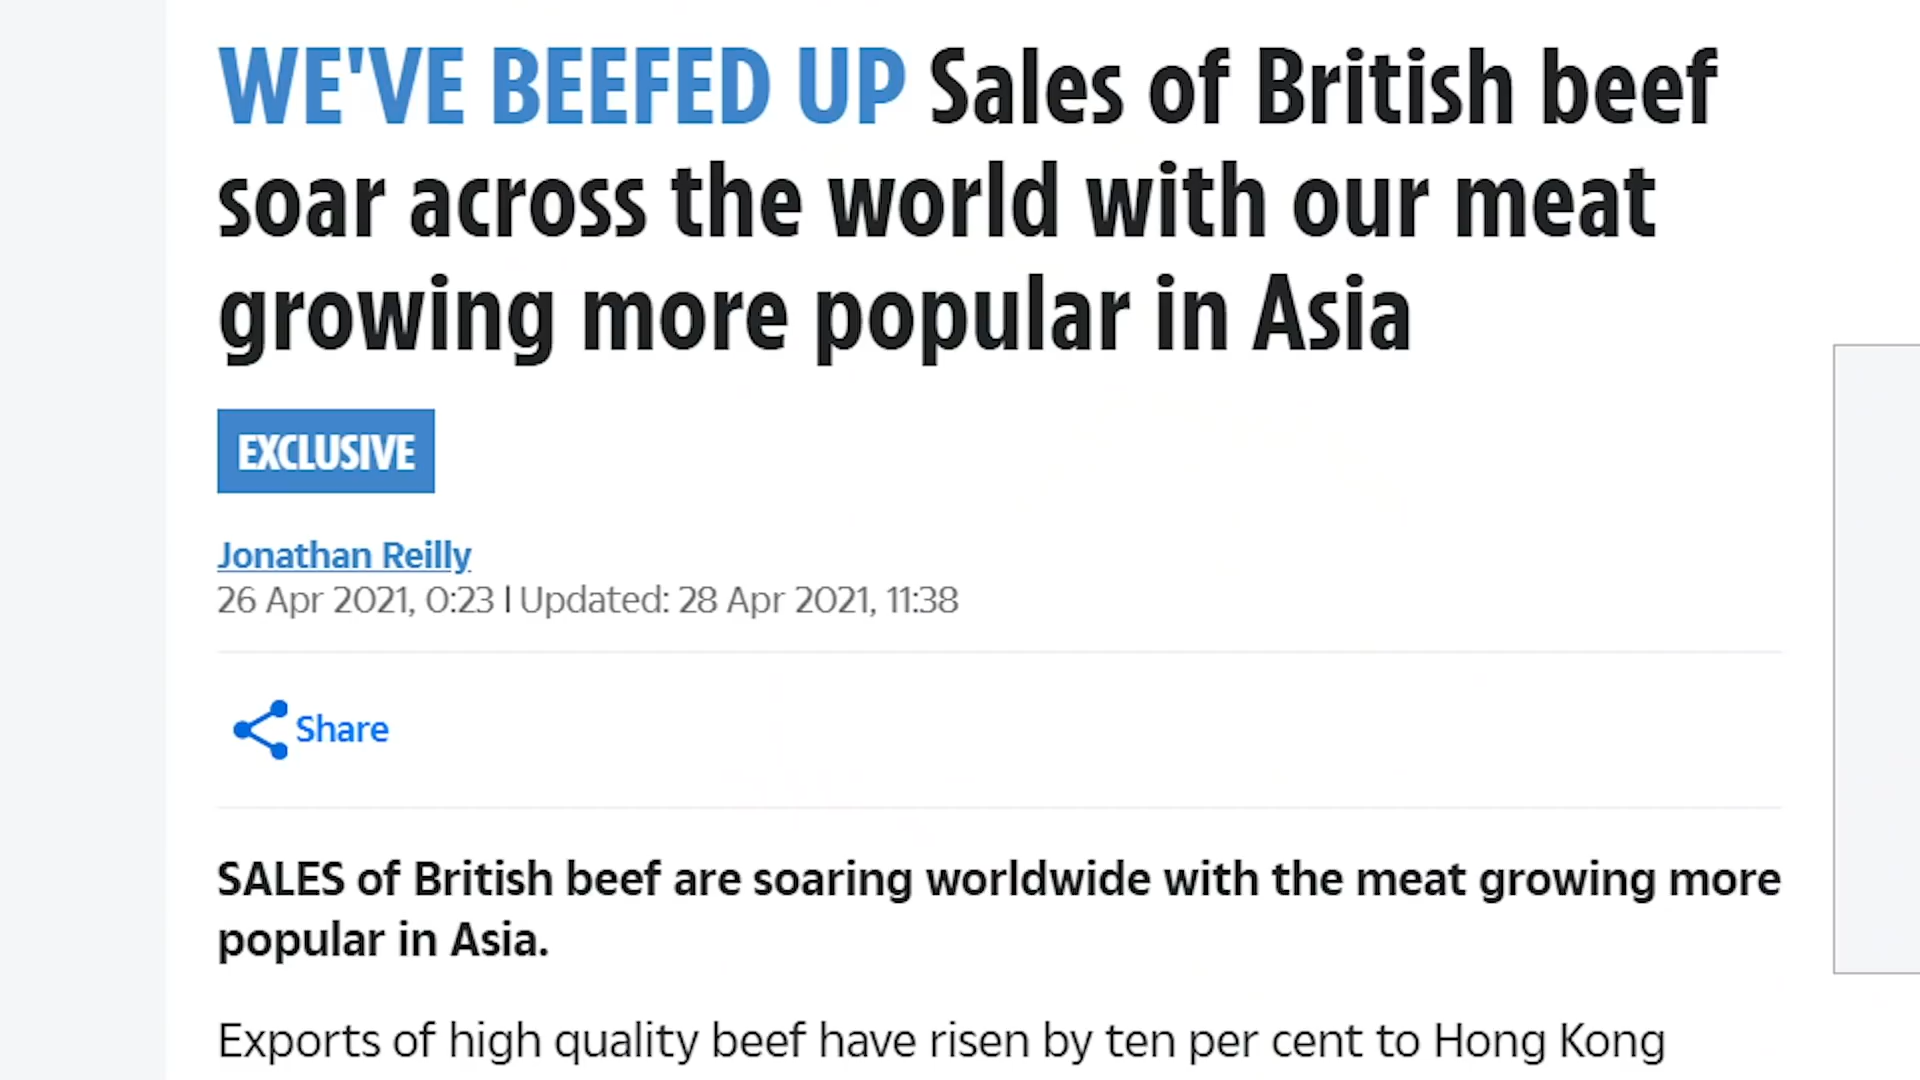 WE'VE BEEFED UP Sales of British beef
soar across the world with our meat
growing more popular in Asia
EXCLUSIVE
Jonathan Reilly
26 Apr 2021, 0:23 | Updated: 28 Apr 2021, 11:38
Share
SALES of British beef are soaring worldwide with the meat growing more
popular in Asia.
Exports of high quality beef have risen by ten per cent to Hong Kong